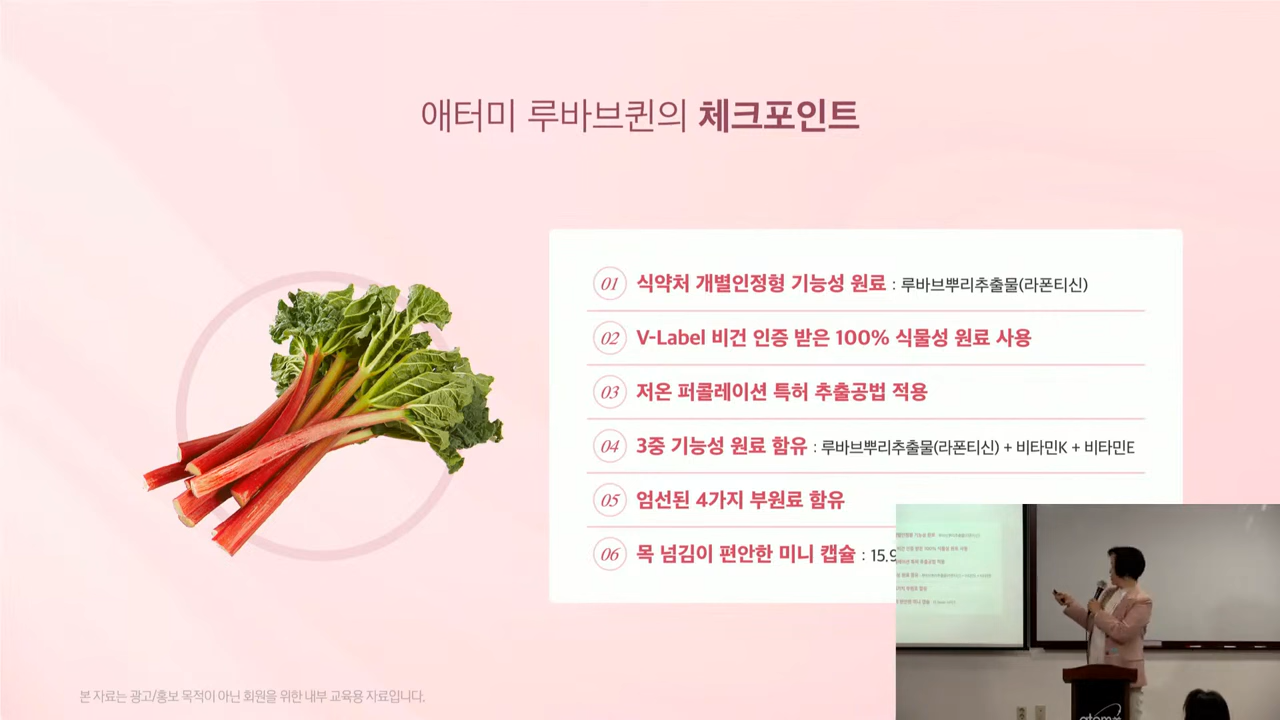 애터미 루바브퀸의 체크포인트
01 식약처 개별인정형 기능성 원료 : 루바브뿌리추출물(라폰티신)
02 V-Label 비건 인증 받은 100% 식물성 원료 사용
03 저온 퍼콜레이션 특허 추출공법 적용
04 3중 기능성 원료 함유 : 루바브뿌리추출물(라폰티신) + 비타민K + 비타민E
05 엄선된 4가지 부원료 함유
06 목 넘김이 편안한 미니 캡슐 : 15.9
본 자료는 광고/홍보 목적이 아닌 회원을 위한 내부 교육용 자료입니다.